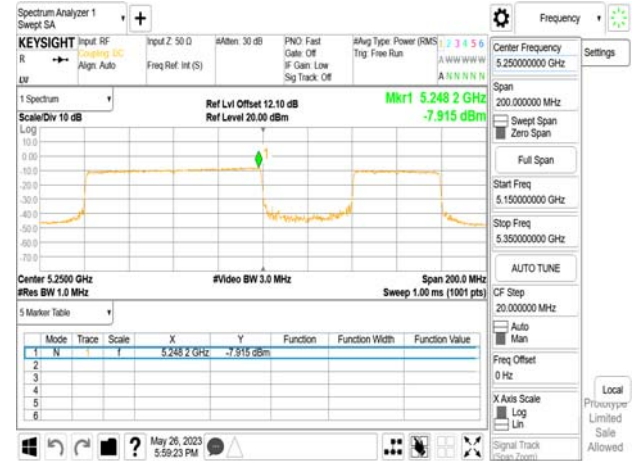 Spectrum Analyzer 1
Swept SA
+
Frequency
KEYSIGHT
R
Input: RF
Coupling: DC
Align: Auto
Input Z: 50 Ω
Freq Ref: Int (S)
#Atten: 30 dB
PNO: Fast
Gate: Off
IF Gain: Low
Sig Track: Off
#Avg Type: Power (RMS
Trig: Free Run
1 2 3 4 5 6
A W W W W W
A N N N N N
1 Spectrum
Scale/Div 10 dB
Ref Lvl Offset 12.10 dB
Ref Level 20.00 dBm
Mkr1 5.248 2 GHz
-7.915 dBm
Log
10.0
0.00
-10.0
-20.0
-30.0
-40.0
-50.0
-60.0
-70.0
1
Center 5.2500 GHz
#Res BW 1.0 MHz
#Video BW 3.0 MHz
Span 200.0 MHz
Sweep 1.00 ms (1001 pts)
5 Marker Table
Mode Trace Scale X Y Function Function Width Function Value
1 N 1 f 5.248 2 GHz -7.915 dBm
2
3
4
5
6
May 26, 2023
5:59:23 PM
?
Center Frequency
5.250000000 GHz
Settings
Span
200.000000 MHz
Swept Span
Zero Span
Full Span
Start Freq
5.150000000 GHz
Stop Freq
5.350000000 GHz
AUTO TUNE
CF Step
20.000000 MHz
Auto
Man
Freq Offset
0 Hz
X Axis Scale
Log
Lin
Signal Track
(Span Zoom)
Local
Prototype
Limited
Sale
Allowed